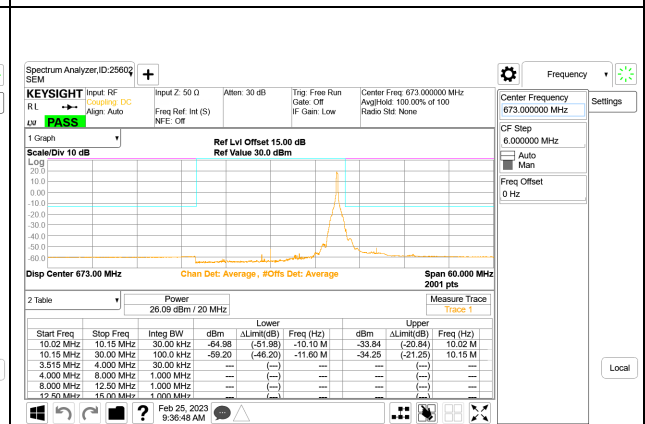 Spectrum Analyzer,ID:25602
SEM
Frequency
KEYSIGHT
R L
LXI
PASS
Input: RF
Coupling: DC
Align: Auto
Input Z: 50 Ω
Freq Ref: Int (S)
NFE: Off
Atten: 30 dB
Trig: Free Run
Gate: Off
IF Gain: Low
Center Freq: 673.000000 MHz
Avg|Hold: 100.00% of 100
Radio Std: None
Center Frequency
673.000000 MHz
Settings
CF Step
6.000000 MHz
Auto
Man
Freq Offset
0 Hz
Local
1 Graph
Scale/Div 10 dB
Ref Lvl Offset 15.00 dB
Ref Value 30.0 dBm
Log
20.0
10.0
0.00
-10.0
-20.0
-30.0
-40.0
-50.0
-60.0
Disp Center 673.00 MHz
Chan Det: Average , #Offs Det: Average
Span 60.000 MHz
2001 pts
2 Table
Power
26.09 dBm / 20 MHz
Measure Trace
Trace 1
Lower Upper
Start Freq Stop Freq Integ BW dBm ΔLimit(dB) Freq (Hz) dBm ΔLimit(dB) Freq (Hz)
10.02 MHz 10.15 MHz 30.00 kHz -64.98 (-51.98) -10.10 M -33.84 (-20.84) 10.02 M
10.15 MHz 30.00 MHz 100.0 kHz -59.20 (-46.20) -11.60 M -34.25 (-21.25) 10.15 M
3.515 MHz 4.000 MHz 30.00 kHz --- (---) --- --- (---) ---
4.000 MHz 8.000 MHz 1.000 MHz --- (---) --- --- (---) ---
8.000 MHz 12.50 MHz 1.000 MHz --- (---) --- --- (---) ---
12.50 MHz 15.00 MHz 1.000 MHz --- (---) --- --- (---) ---
?
Feb 25, 2023
9:36:48 AM